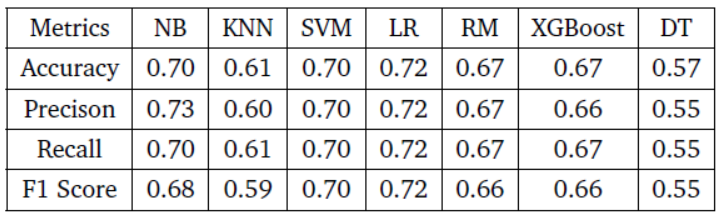 Metrics NB KNN SVM LR RM XGBoost DT
Accuracy 0.70 0.61 0.70 0.72 0.67 0.67 0.57
Precison 0.73 0.60 0.70 0.72 0.67 0.66 0.55
Recall 0.70 0.61 0.70 0.72 0.67 0.67 0.55
F1 Score 0.68 0.59 0.70 0.72 0.66 0.66 0.55